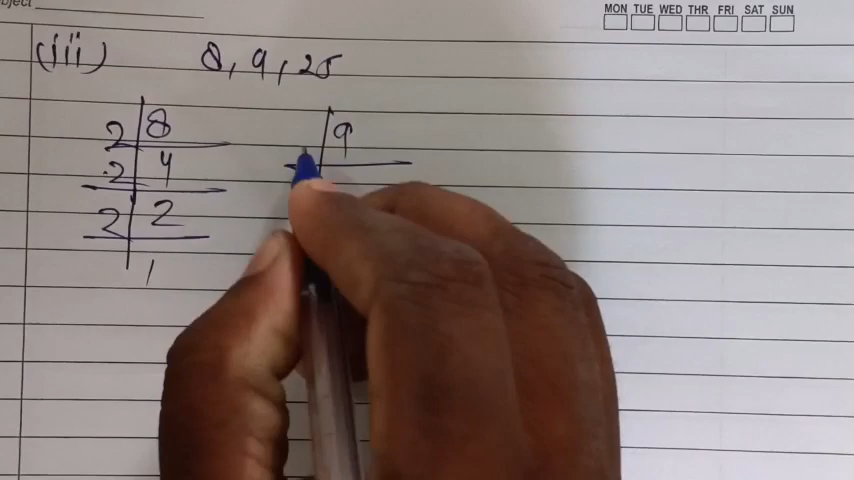 MON TUE WED THR FRI SAT SUN
(iii) 8, 9, 25
2 8 9
2 4
2 2
1